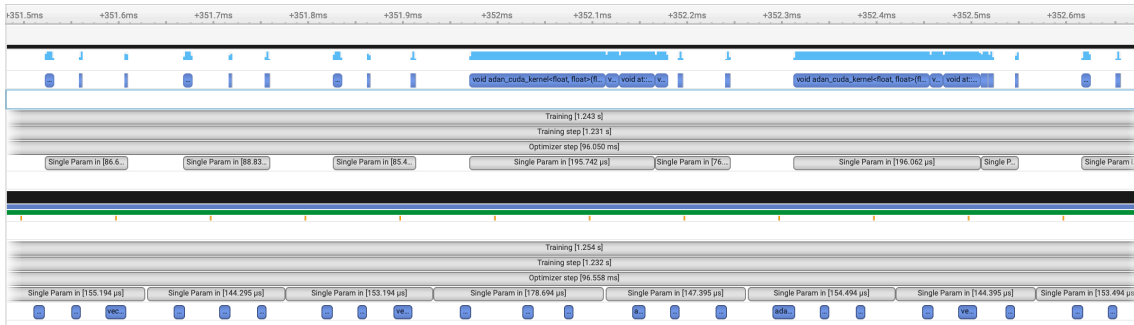 +351.5ms +351.6ms +351.7ms +351.8ms +351.9ms +352ms +352.1ms +352.2ms +352.3ms +352.4ms +352.5ms +352.6ms
... ... ... void adan_cuda_kernel<float, float>(fl... v... void at::... v... void adan_cuda_kernel<float, float>(fl... v... void at::... ...
Training [1.243 s]
Training step [1.231 s]
Optimizer step [96.050 ms]
Single Param in [86.6... Single Param in [88.83... Single Param in [85.4... Single Param in [195.742 µs] Single Param in [76.... Single Param in [196.062 µs] Single P... Single Param i
Training [1.254 s]
Training step [1.232 s]
Optimizer step [96.558 ms]
Single Param in [155.194 µs] Single Param in [144.295 µs] Single Param in [153.194 µs] Single Param in [178.694 µs] Single Param in [147.395 µs] Single Param in [154.494 µs] Single Param in [144.395 µs] Single Param in [153.494 µs
... ... vec... ... ... ... ... ... ve... ... ... ... a... ... ada... ... ... ... ve... ... ... ...